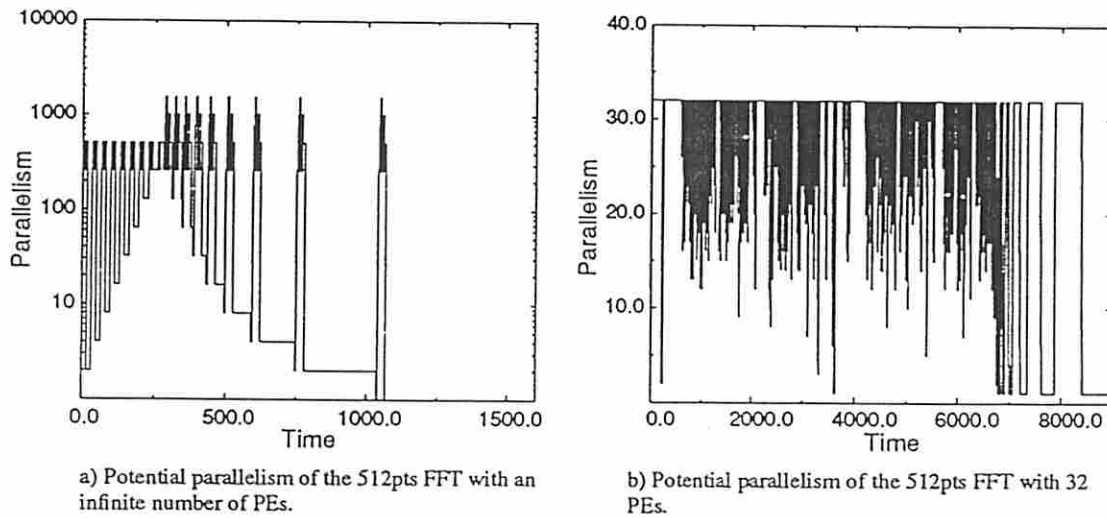 10000
1000
100
10
Parallelism
0.0
500.0
1000.0
1500.0
Time
a) Potential parallelism of the 512pts FFT with an
infinite number of PEs.
40.0
30.0
20.0
10.0
Parallelism
0.0
2000.0
4000.0
6000.0
8000.0
Time
b) Potential parallelism of the 512pts FFT with 32
PEs.